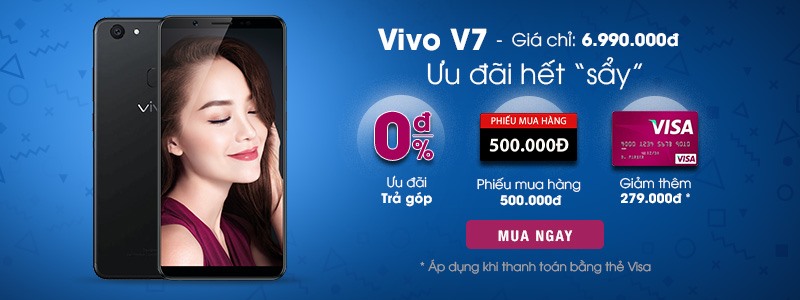 vivo
Vivo V7 - Giá chỉ: 6.990.000đ
Ưu đãi hết “sẩy”
0đ/%
Ưu đãi
Trả góp
PHIẾU MUA HÀNG
500.000Đ
Phiếu mua hàng
500.000đ
VISA
VISA
Giảm thêm
279.000đ *
MUA NGAY
* Áp dụng khi thanh toán bằng thẻ Visa